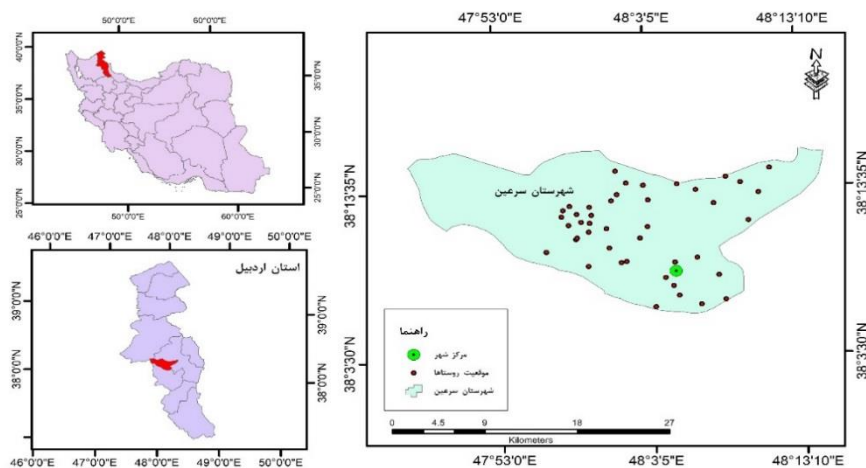 50°0'0"E
60°0'0"E
40°0'0"N
35°0'0"N
30°0'0"N
25°0'0"N
35°0'0"N
30°0'0"N
25°0'0"N
50°0'0"E
60°0'0"E
46°0'0"E
47°0'0"E
48°0'0"E
49°0'0"E
50°0'0"E
استان اردبیل
39°0'0"N
38°0'0"N
39°0'0"N
38°0'0"N
46°0'0"E
47°0'0"E
48°0'0"E
49°0'0"E
50°0'0"E
47°53'0"E
48°3'5"E
48°13'10"E
N
38°13'35"N
38°3'30"N
شهرستان سرعین
38°13'35"N
38°3'30"N
راهنما
مرکز شهر
موقعیت روستاها
شهرستان سرعین
0 4.5 9 18 27
Kilometers
47°53'0"E
48°3'5"E
48°13'10"E